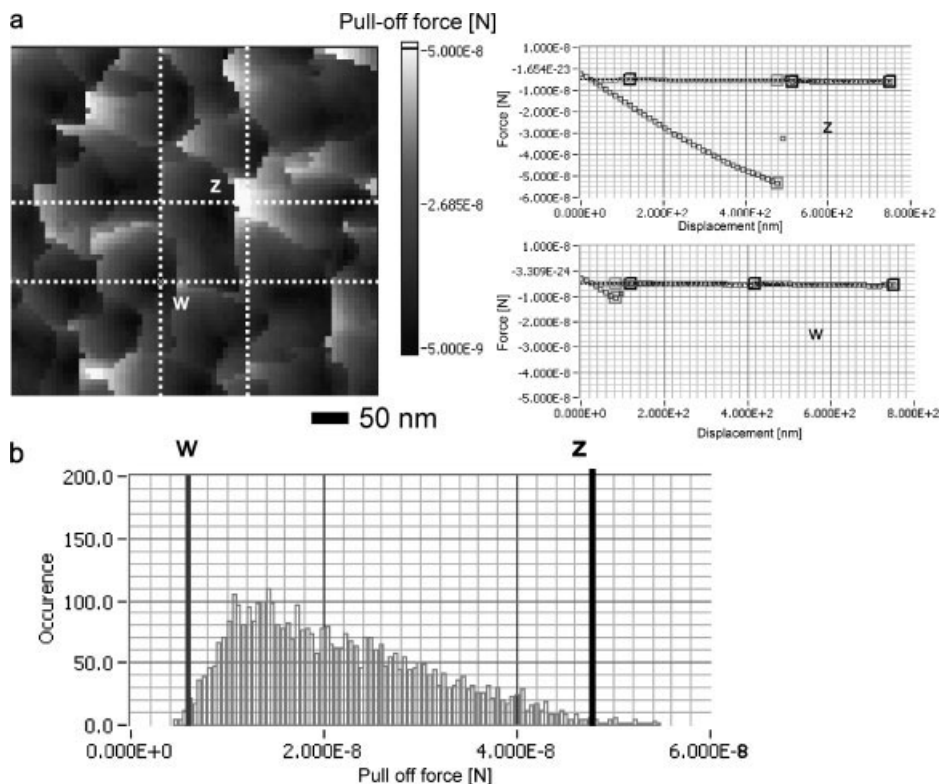 a
Pull-off force [N]
-5.000E-8
-2.685E-8
-5.000E-9
z
w
50 nm
Force [N]
1.000E-8
-1.654E-23
-1.000E-8
-2.000E-8
-3.000E-8
-4.000E-8
-5.000E-8
-6.000E-8
z
0.000E+0
2.000E+2
4.000E+2
6.000E+2
8.000E+2
Displacement [nm]
Force [N]
1.000E-8
-3.309E-24
-1.000E-8
-2.000E-8
-3.000E-8
-4.000E-8
-5.000E-8
w
0.000E+0
2.000E+2
4.000E+2
6.000E+2
8.000E+2
Displacement [nm]
b
w
z
Occurence
200.0
150.0
100.0
50.0
0.0
0.000E+0
2.000E-8
4.000E-8
6.000E-8
Pull off force [N]